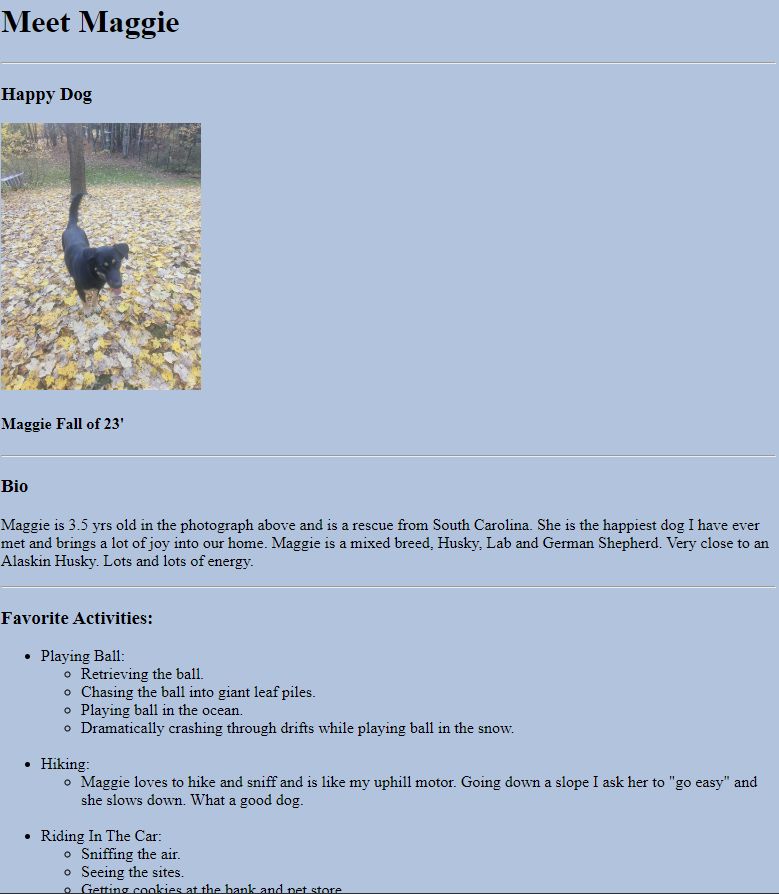 Meet Maggie
Happy Dog
Maggie Fall of 23'
Bio
Maggie is 3.5 yrs old in the photograph above and is a rescue from South Carolina. She is the happiest dog I have ever
met and brings a lot of joy into our home. Maggie is a mixed breed, Husky, Lab and German Shepherd. Very close to an
Alaskin Husky. Lots and lots of energy.
Favorite Activities:
Playing Ball:
Retrieving the ball.
Chasing the ball into giant leaf piles.
Playing ball in the ocean.
Dramatically crashing through drifts while playing ball in the snow.
Hiking:
Maggie loves to hike and sniff and is like my uphill motor. Going down a slope I ask her to "go easy" and
she slows down. What a good dog.
Riding In The Car:
Sniffing the air.
Seeing the sites.
Getting cookies at the bank and pet store